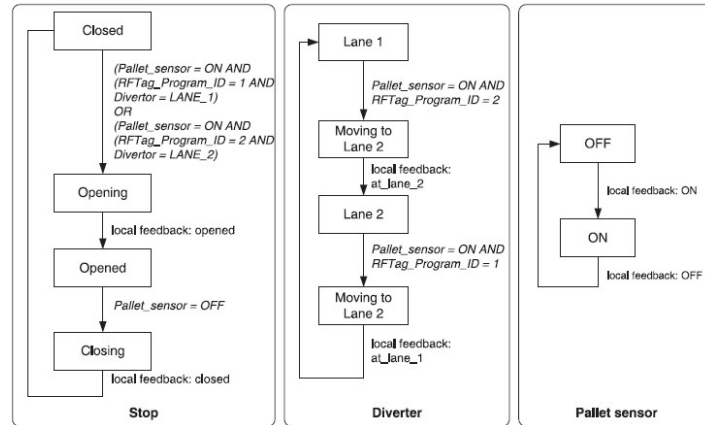 Closed
(Pallet_sensor = ON AND
(RFTag_Program_ID = 1 AND
Divertor = LANE_1)
OR
(Pallet_sensor = ON AND
(RFTag_Program_ID = 2 AND
Divertor = LANE_2)
Opening
local feedback: opened
Opened
Pallet_sensor = OFF
Closing
local feedback: closed
Stop
Lane 1
Pallet_sensor = ON AND
RFTag_Program_ID = 2
Moving to
Lane 2
local feedback:
at_lane_2
Lane 2
Pallet_sensor = ON AND
RFTag_Program_ID = 1
Moving to
Lane 2
local feedback:
at_lane_1
Diverter
OFF
local feedback: ON
ON
local feedback: OFF
Pallet sensor